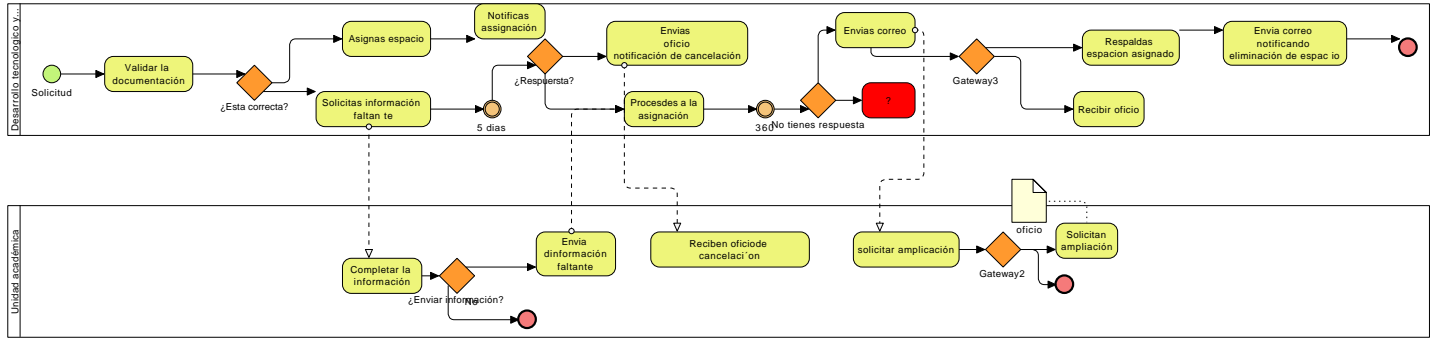 Desarrollo tecnologico y...
Solicitud
Validar la
documentación
¿Esta correcta?
Asignas espacio
Notificas
asignación
Solicitas información
faltan te
5 dias
¿Respuersta?
Envias
oficio
notificación de cancelación
Procesdes a la
asignación
360
No tienes respuesta
?
Envias correo
Gateway3
Respaldas
espacion asignado
Recibir oficio
Envia correo
notificando
eliminación de espac io
Unidad académica
Completar la
información
¿Enviar información?
No
Envia
dinformación
faltante
Reciben oficiode
cancelaci´on
solicitar amplicación
Gateway2
oficio
Solicitan
ampliación